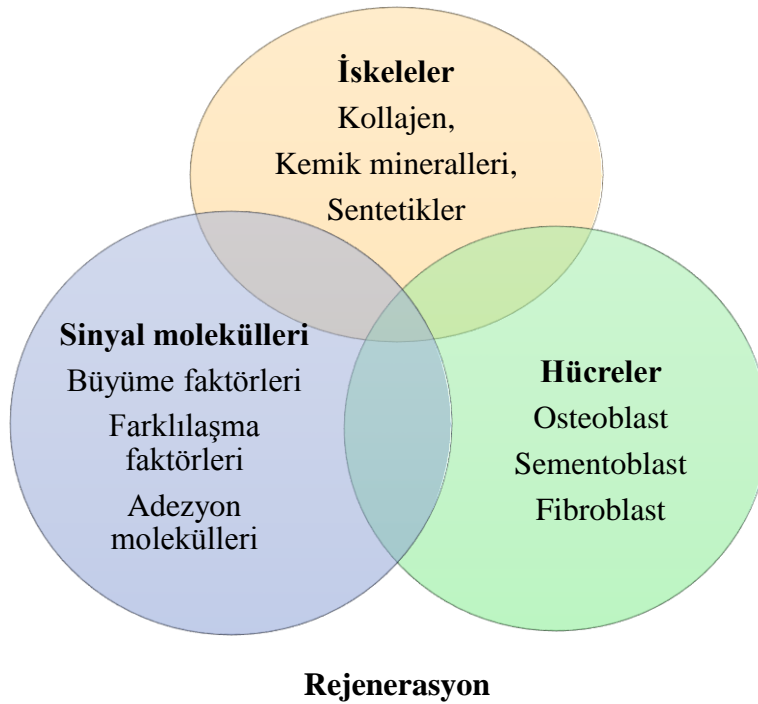 İskeleler
Kollajen,
Kemik mineralleri,
Sentetikler
Sinyal molekülleri
Büyüme faktörleri
Farklılaşma
faktörleri
Adezyon
molekülleri
Hücreler
Osteoblast
Sementoblast
Fibroblast
Rejenerasyon